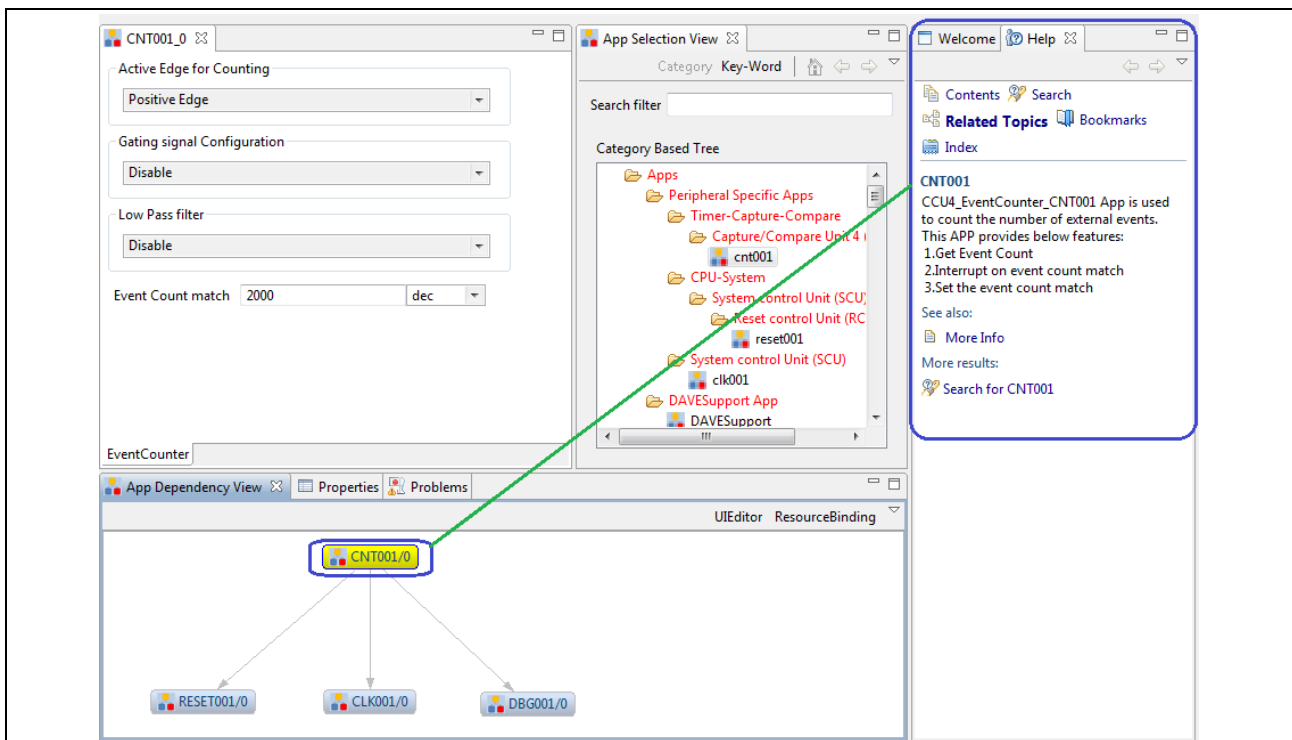 CNT001_0
Active Edge for Counting
Positive Edge
Gating signal Configuration
Disable
Low Pass filter
Disable
Event Count match 2000 dec
EventCounter
App Selection View
Category Key-Word
Search filter
Category Based Tree
Apps
Peripheral Specific Apps
Timer-Capture-Compare
Capture/Compare Unit 4 (
cnt001
CPU-System
System control Unit (SCU)
Reset control Unit (RC
reset001
System control Unit (SCU)
clk001
DAVESupport App
DAVESupport
Welcome Help
Contents Search
Related Topics Bookmarks
Index
CNT001
CCU4_EventCounter_CNT001 App is used
to count the number of external events.
This APP provides below features:
1.Get Event Count
2.Interrupt on event count match
3.Set the event count match
See also:
More Info
More results:
Search for CNT001
App Dependency View Properties Problems
UIEditor ResourceBinding
CNT001/0
RESET001/0 CLK001/0 DBG001/0